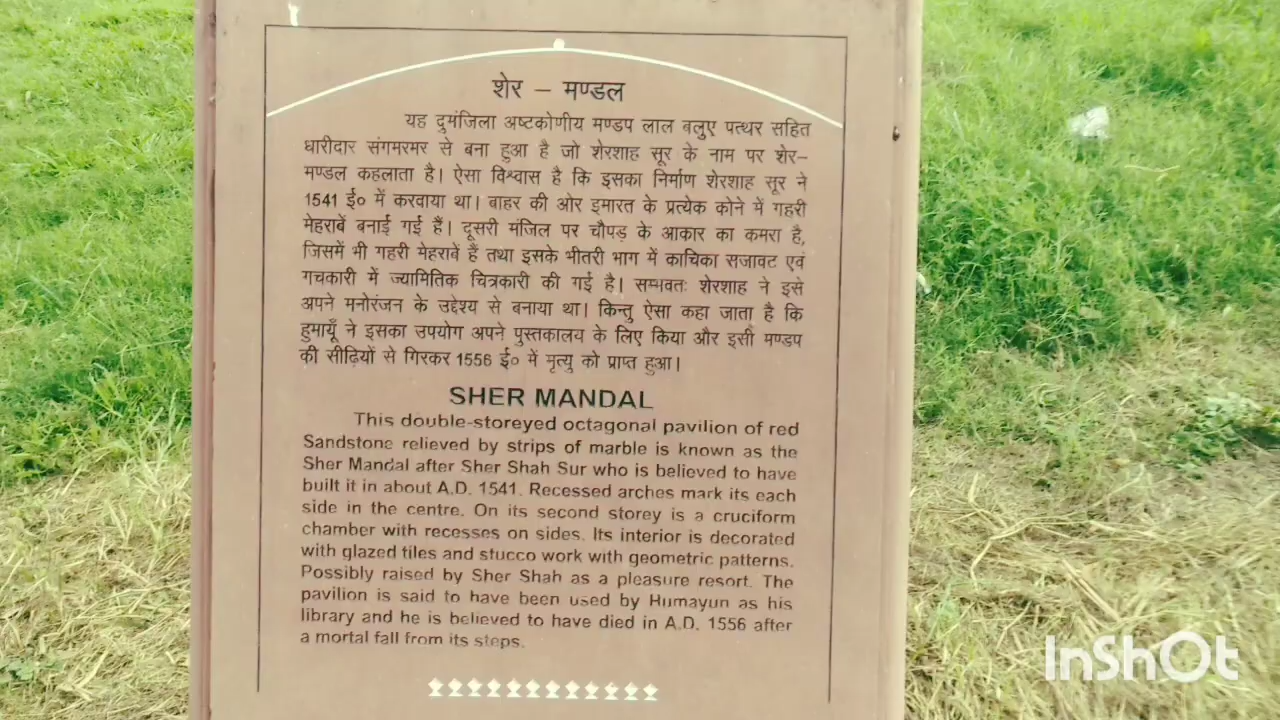 शेर – मण्डल
यह दुमंजिला अष्टकोणीय मण्डप लाल बलुए पत्थर सहित
धारीदार संगमरमर से बना हुआ है जो शेरशाह सूर के नाम पर शेर–
मण्डल कहलाता है। ऐसा विश्वास है कि इसका निर्माण शेरशाह सूर ने
1541 ई० में करवाया था। बाहर की ओर इमारत के प्रत्येक कोने में गहरी
मेहराबें बनाई गई हैं। दूसरी मंजिल पर चौपड़ के आकार का कमरा है,
जिसमें भी गहरी मेहराबें हैं तथा इसके भीतरी भाग में काचिका सजावट एवं
गचकारी में ज्यामितिक चित्रकारी की गई है। सम्भवतः शेरशाह ने इसे
अपने मनोरंजन के उद्देश्य से बनाया था। किन्तु ऐसा कहा जाता है कि
हुमायूँ ने इसका उपयोग अपने पुस्तकालय के लिए किया और इसी मण्डप
की सीढ़ियों से गिरकर 1556 ई० में मृत्यु को प्राप्त हुआ।
SHER MANDAL
This double-storeyed octagonal pavilion of red
Sandstone relieved by strips of marble is known as the
Sher Mandal after Sher Shah Sur who is believed to have
built it in about A.D. 1541. Recessed arches mark its each
side in the centre. On its second storey is a cruciform
chamber with recesses on sides. Its interior is decorated
with glazed tiles and stucco work with geometric patterns.
Possibly raised by Sher Shah as a pleasure resort. The
pavilion is said to have been used by Humayun as his
library and he is believed to have died in A.D. 1556 after
a mortal fall from its steps.
InShOt